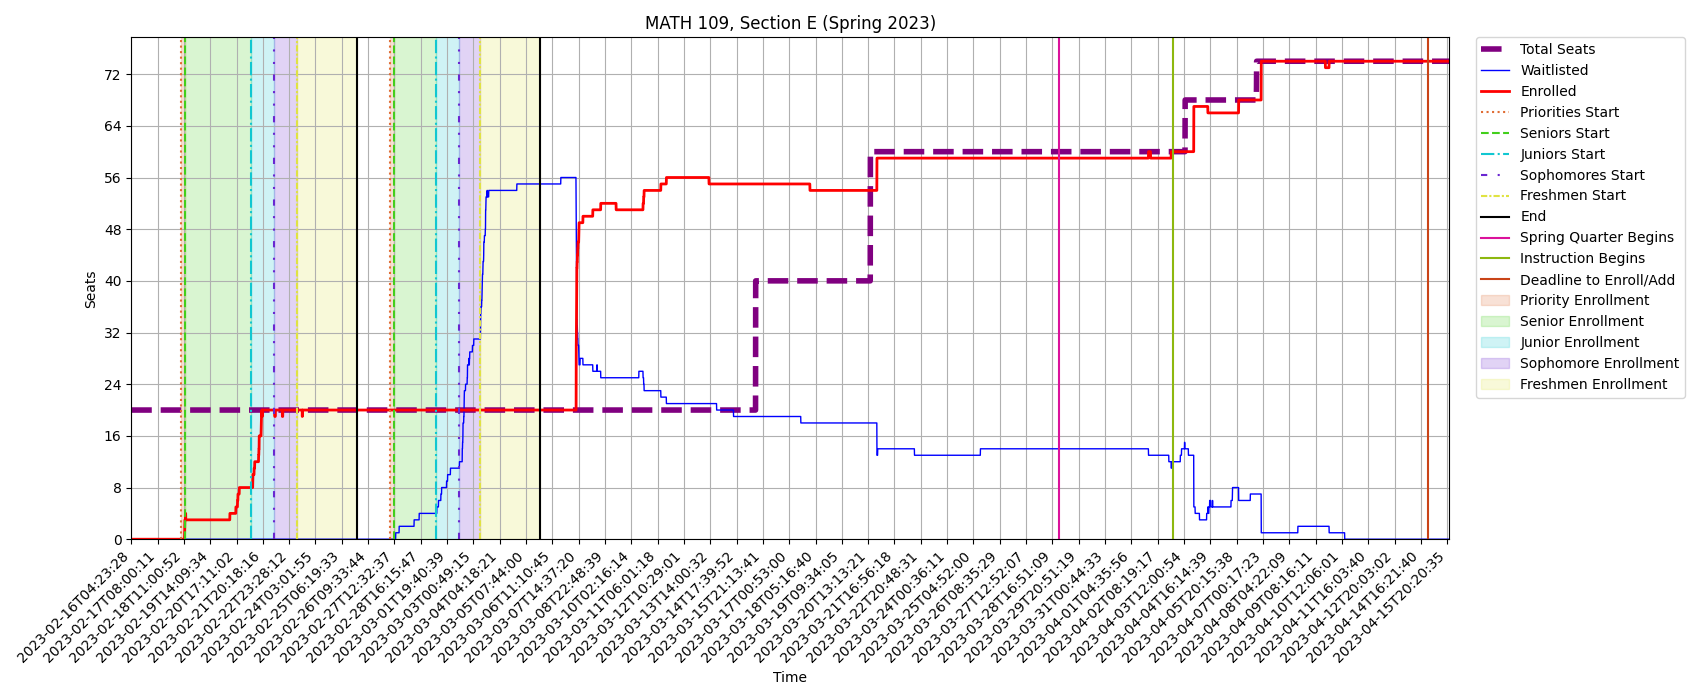 MATH 109, Section E (Spring 2023)
Seats
72
64
56
48
40
32
24
16
8
0
2023-02-16T04:23:28
2023-02-17T08:00:11
2023-02-18T11:00:52
2023-02-19T14:09:34
2023-02-20T17:11:02
2023-02-21T20:18:16
2023-02-22T23:28:12
2023-02-24T03:01:55
2023-02-25T06:19:33
2023-02-26T09:33:44
2023-02-27T12:32:37
2023-02-28T16:15:47
2023-03-01T19:40:39
2023-03-03T00:49:15
2023-03-04T04:18:21
2023-03-05T07:44:00
2023-03-06T11:10:45
2023-03-07T14:37:20
2023-03-08T22:48:39
2023-03-10T02:16:14
2023-03-11T06:01:18
2023-03-12T10:29:01
2023-03-13T14:00:32
2023-03-14T17:39:52
2023-03-15T21:13:41
2023-03-17T00:53:00
2023-03-18T05:16:40
2023-03-19T09:34:05
2023-03-20T13:13:21
2023-03-21T16:56:18
2023-03-22T20:48:31
2023-03-24T00:36:11
2023-03-25T04:52:00
2023-03-26T08:35:29
2023-03-27T12:52:07
2023-03-28T16:51:09
2023-03-29T20:51:19
2023-03-31T00:44:33
2023-04-01T04:35:56
2023-04-02T08:19:17
2023-04-03T12:00:54
2023-04-04T16:14:39
2023-04-05T20:15:38
2023-04-07T00:17:23
2023-04-08T04:22:09
2023-04-09T08:16:11
2023-04-10T12:06:01
2023-04-11T16:03:40
2023-04-12T20:03:02
2023-04-14T16:21:40
2023-04-15T20:20:35
Time
Total Seats
Waitlisted
Enrolled
Priorities Start
Seniors Start
Juniors Start
Sophomores Start
Freshmen Start
End
Spring Quarter Begins
Instruction Begins
Deadline to Enroll/Add
Priority Enrollment
Senior Enrollment
Junior Enrollment
Sophomore Enrollment
Freshmen Enrollment